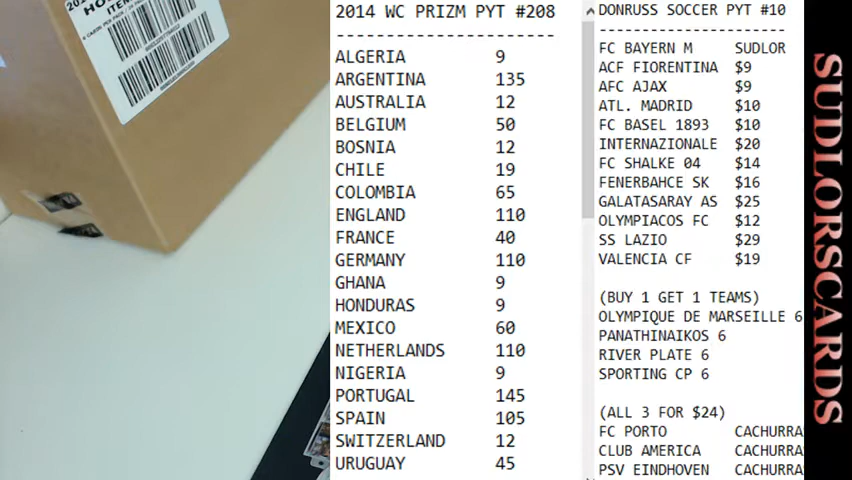 HO
ITE
2014 WC PRIZM PYT #208
----------------------
ALGERIA 9
ARGENTINA 135
AUSTRALIA 12
BELGIUM 50
BOSNIA 12
CHILE 19
COLOMBIA 65
ENGLAND 110
FRANCE 40
GERMANY 110
GHANA 9
HONDURAS 9
MEXICO 60
NETHERLANDS 110
NIGERIA 9
PORTUGAL 145
SPAIN 105
SWITZERLAND 12
URUGUAY 45
DONRUSS SOCCER PYT #10
----------------------
FC BAYERN M SUDLOR
ACF FIORENTINA $9
AFC AJAX $9
ATL. MADRID $10
FC BASEL 1893 $10
INTERNAZIONALE $20
FC SHALKE 04 $14
FENERBAHCE SK $16
GALATASARAY AS $25
OLYMPIACOS FC $12
SS LAZIO $29
VALENCIA CF $19
(BUY 1 GET 1 TEAMS)
OLYMPIQUE DE MARSEILLE 6
PANATHINAIKOS 6
RIVER PLATE 6
SPORTING CP 6
(ALL 3 FOR $24)
FC PORTO CACHURRA
CLUB AMERICA CACHURRA
PSV EINDHOVEN CACHURRA
SUDLORSCARDS